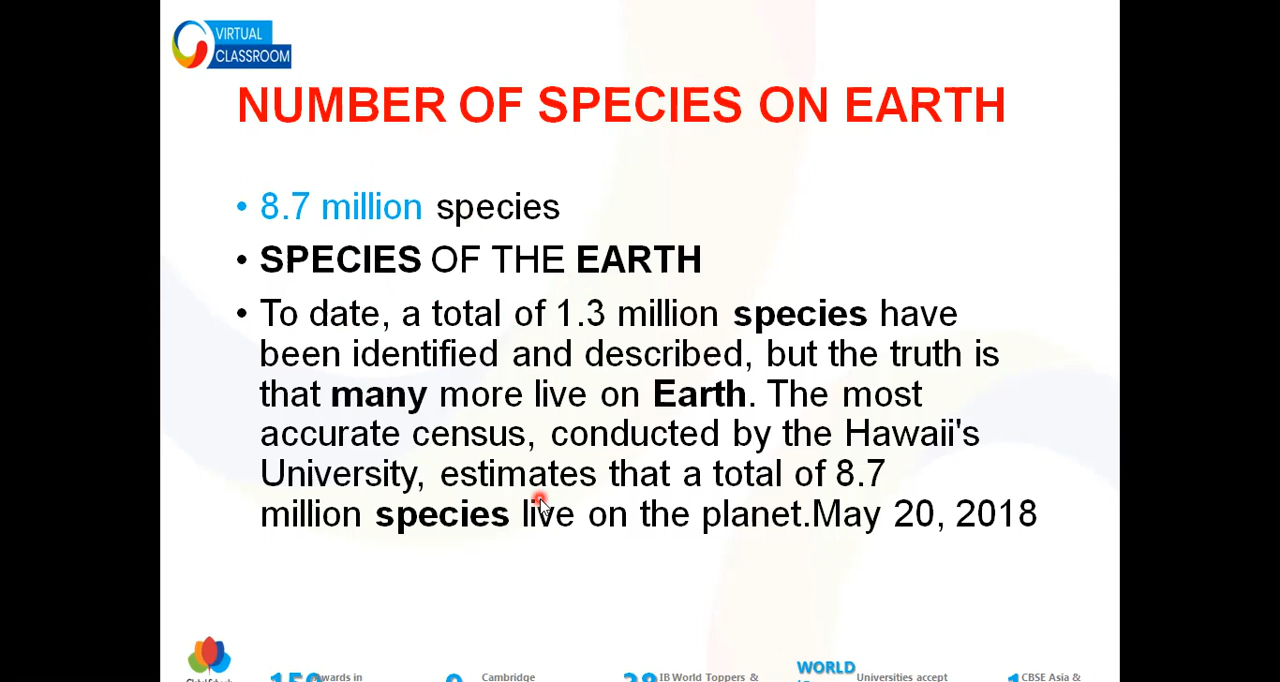 VIRTUAL
CLASSROOM
NUMBER OF SPECIES ON EARTH
• 8.7 million species
• SPECIES OF THE EARTH
• To date, a total of 1.3 million species have
been identified and described, but the truth is
that many more live on Earth. The most
accurate census, conducted by the Hawaii's
University, estimates that a total of 8.7
million species live on the planet.May 20, 2018
Cambridge
IB World Toppers &
WORLD
Universities accept
CBSE Asia &